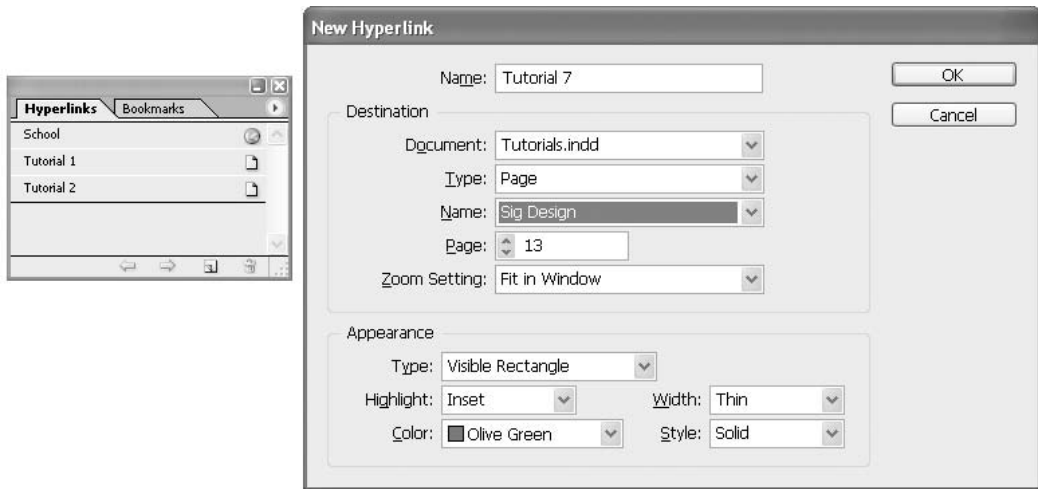 Hyperlinks Bookmarks
School
Tutorial 1
Tutorial 2
New Hyperlink
Name: Tutorial 7
OK
Cancel
Destination
Document: Tutorials.indd
Type: Page
Name: Sig Design
Page: 13
Zoom Setting: Fit in Window
Appearance
Type: Visible Rectangle
Highlight: Inset
Width: Thin
Color: Olive Green
Style: Solid